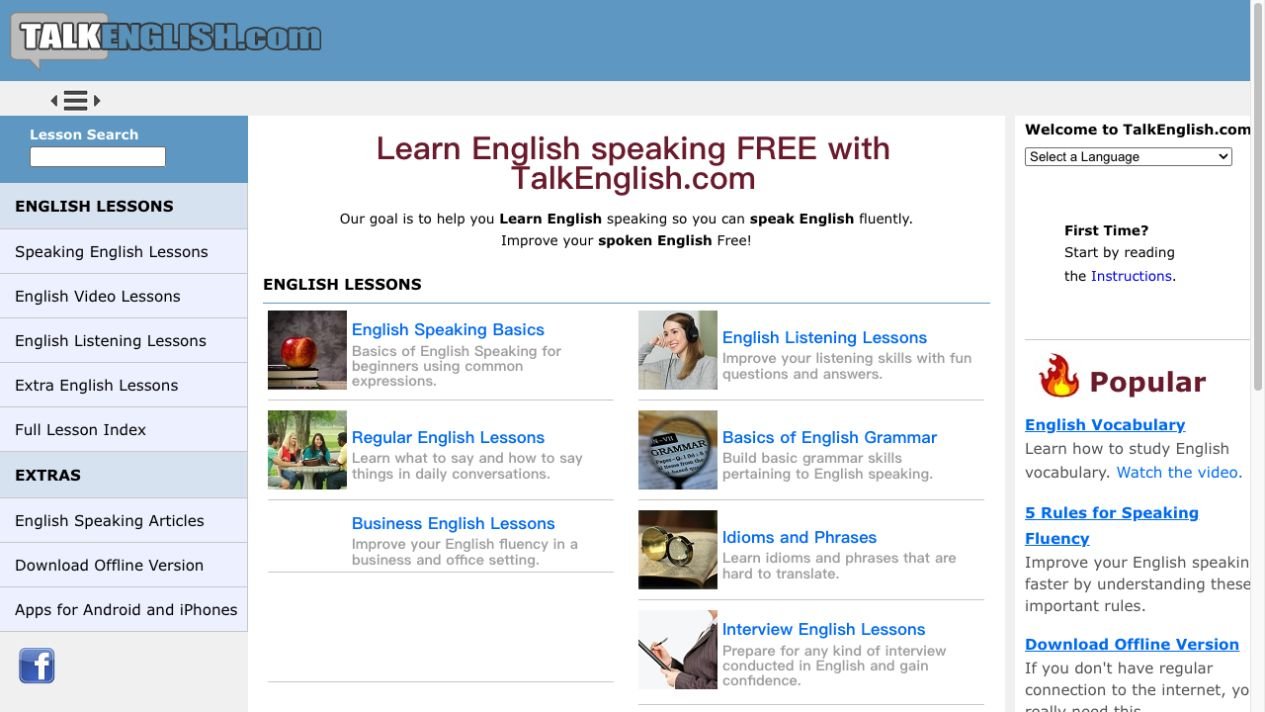 TALKENGLISH.com
Lesson Search
ENGLISH LESSONS
Speaking English Lessons
English Video Lessons
English Listening Lessons
Extra English Lessons
Full Lesson Index
EXTRAS
English Speaking Articles
Download Offline Version
Apps for Android and iPhones
f
Learn English speaking FREE with
TalkEnglish.com
Our goal is to help you Learn English speaking so you can speak English fluently.
Improve your spoken English Free!
ENGLISH LESSONS
English Speaking Basics
Basics of English Speaking for
beginners using common
expressions.
Regular English Lessons
Learn what to say and how to say
things in daily conversations.
Business English Lessons
Improve your English fluency in a
business and office setting.
English Listening Lessons
Improve your listening skills with fun
questions and answers.
GRAMMAR
Basics of English Grammar
Build basic grammar skills
pertaining to English speaking.
Idioms and Phrases
Learn idioms and phrases that are
hard to translate.
Interview English Lessons
Prepare for any kind of interview
conducted in English and gain
confidence.
Welcome to TalkEnglish.com
Select a Language
First Time?
Start by reading
the Instructions.
Popular
English Vocabulary
Learn how to study English
vocabulary. Watch the video.
5 Rules for Speaking
Fluency
Improve your English speakin
faster by understanding these
important rules.
Download Offline Version
If you don't have regular
connection to the internet, yo
really need this